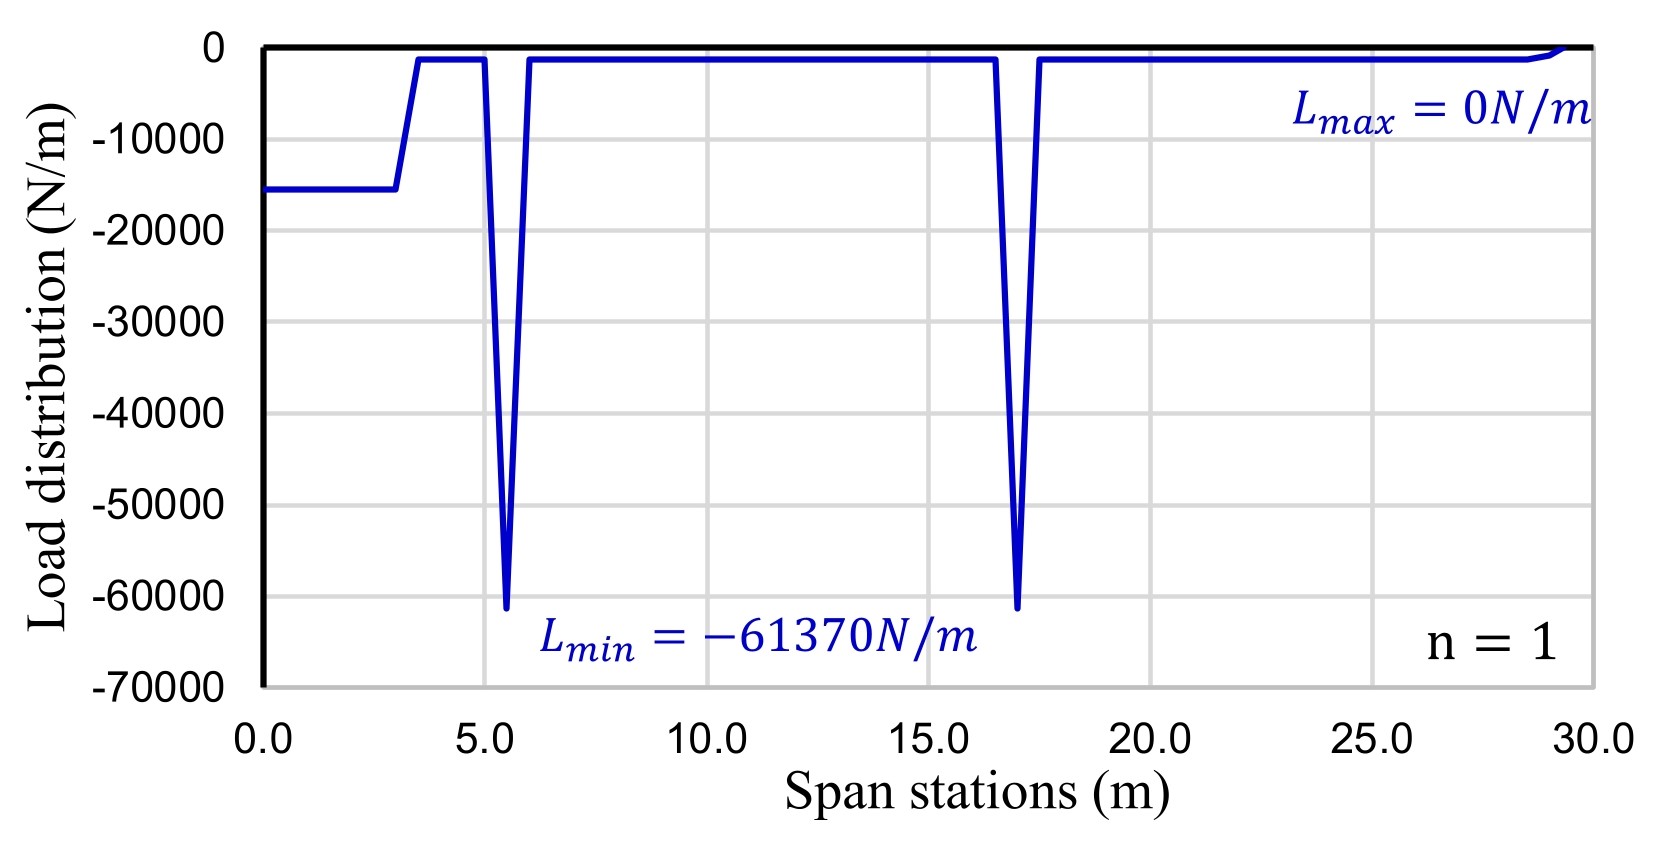 Load distribution (N/m)
0
-10000
-20000
-30000
-40000
-50000
-60000
-70000
L_max = 0N/m
L_min = −61370N/m
n = 1
0.0 5.0 10.0 15.0 20.0 25.0 30.0
Span stations (m)